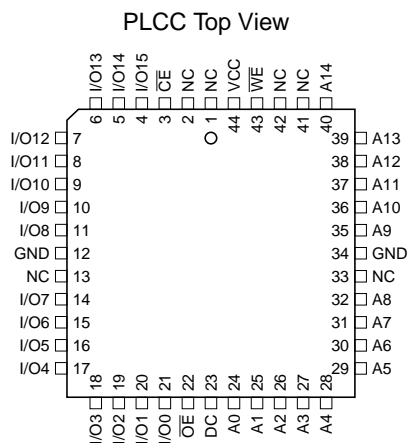 PLCC Top View
I/O13 I/O14 I/O15 CE NC NC VCC WE NC NC A14
6 5 4 3 2 1 44 43 42 41 40
I/O12 7 39 A13
I/O11 8 38 A12
I/O10 9 37 A11
I/O9 10 36 A10
I/O8 11 35 A9
GND 12 34 GND
NC 13 33 NC
I/O7 14 32 A8
I/O6 15 31 A7
I/O5 16 30 A6
I/O4 17 29 A5
18 19 20 21 22 23 24 25 26 27 28
I/O3 I/O2 I/O1 I/O0 OE DC A0 A1 A2 A3 A4